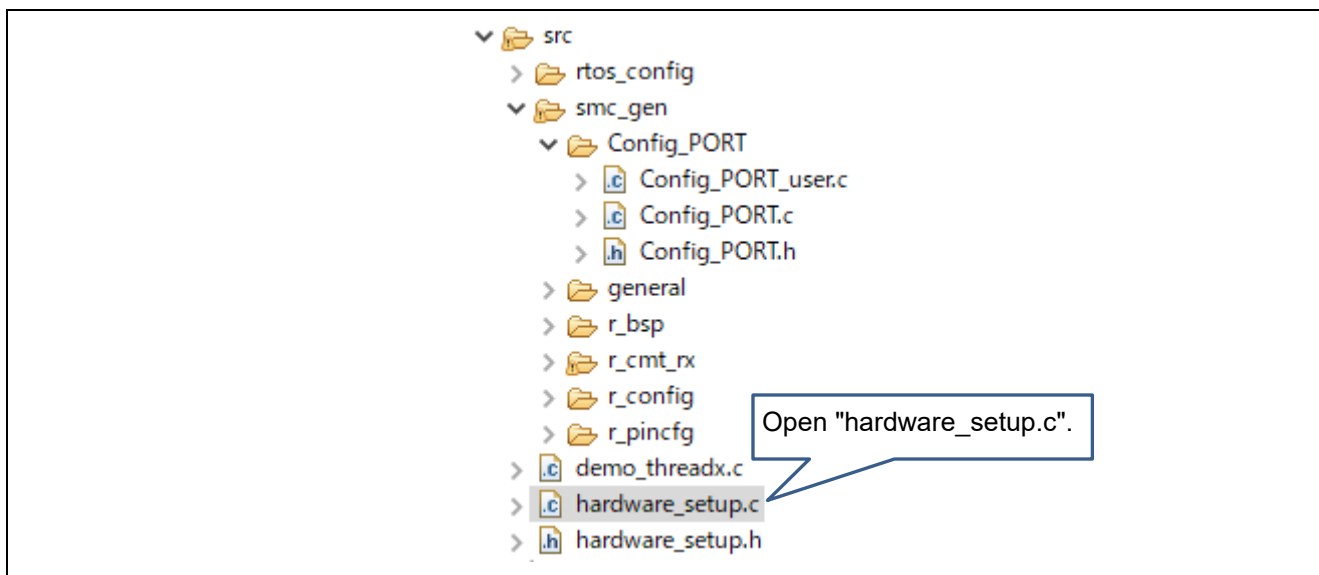 src
rtos_config
smc_gen
Config_PORT
.c Config_PORT_user.c
.c Config_PORT.c
.h Config_PORT.h
general
r_bsp
r_cmt_rx
r_config
r_pincfg
Open "hardware_setup.c".
.c demo_threadx.c
.c hardware_setup.c
.h hardware_setup.h